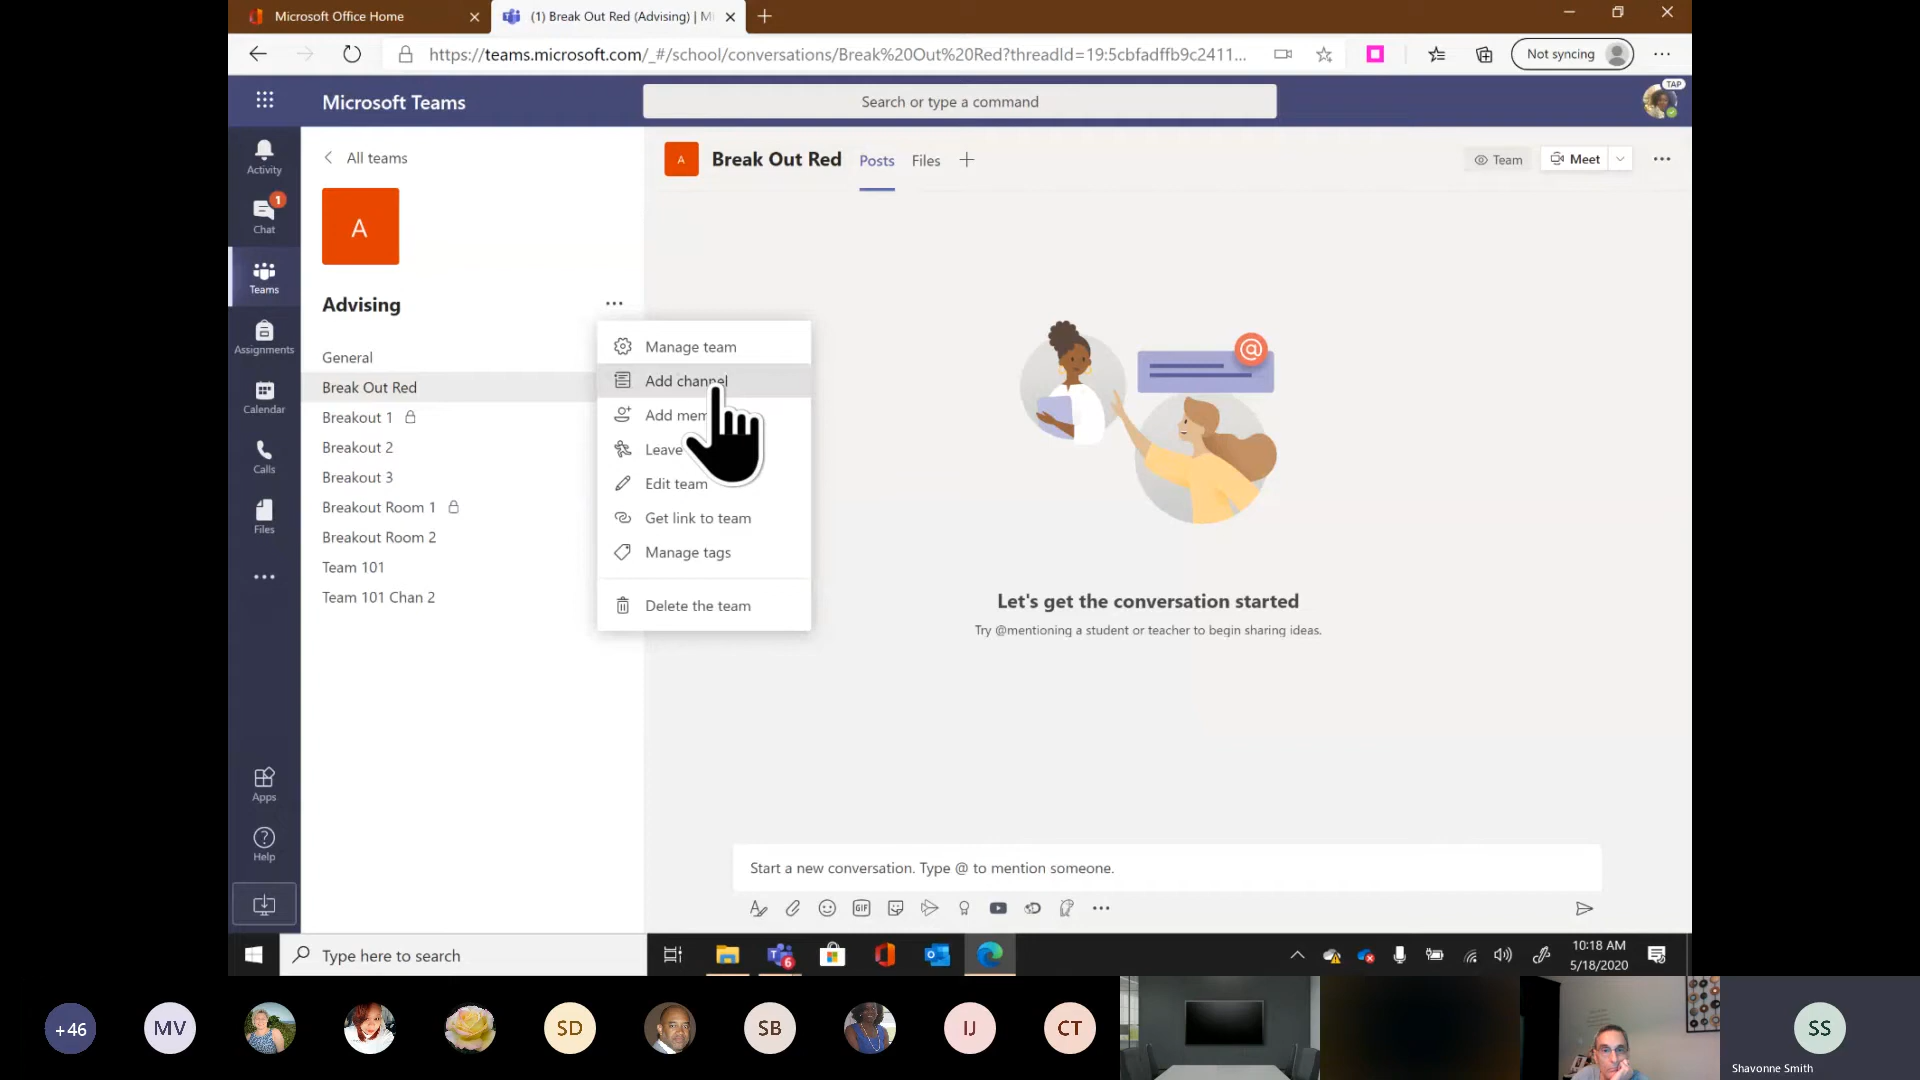 Microsoft Office Home
(1) Break Out Red (Advising) | M
https://teams.microsoft.com/_#/school/conversations/Break%20Out%20Red?threadId=19:5cbfadffb9c2411...
Not syncing
Microsoft Teams
Search or type a command
TAP
Activity
1
Chat
Teams
Assignments
Calendar
Calls
Files
Apps
Help
All teams
A
Advising
General
Break Out Red
Breakout 1
Breakout 2
Breakout 3
Breakout Room 1
Breakout Room 2
Team 101
Team 101 Chan 2
Manage team
Add channel
Add mem
Leave
Edit team
Get link to team
Manage tags
Delete the team
A
Break Out Red
Posts
Files
Team
Meet
@
Let's get the conversation started
Try @mentioning a student or teacher to begin sharing ideas.
Start a new conversation. Type @ to mention someone.
GIF
Type here to search
6
10:18 AM
5/18/2020
+46
MV
SD
SB
IJ
CT
SS
Shavonne Smith